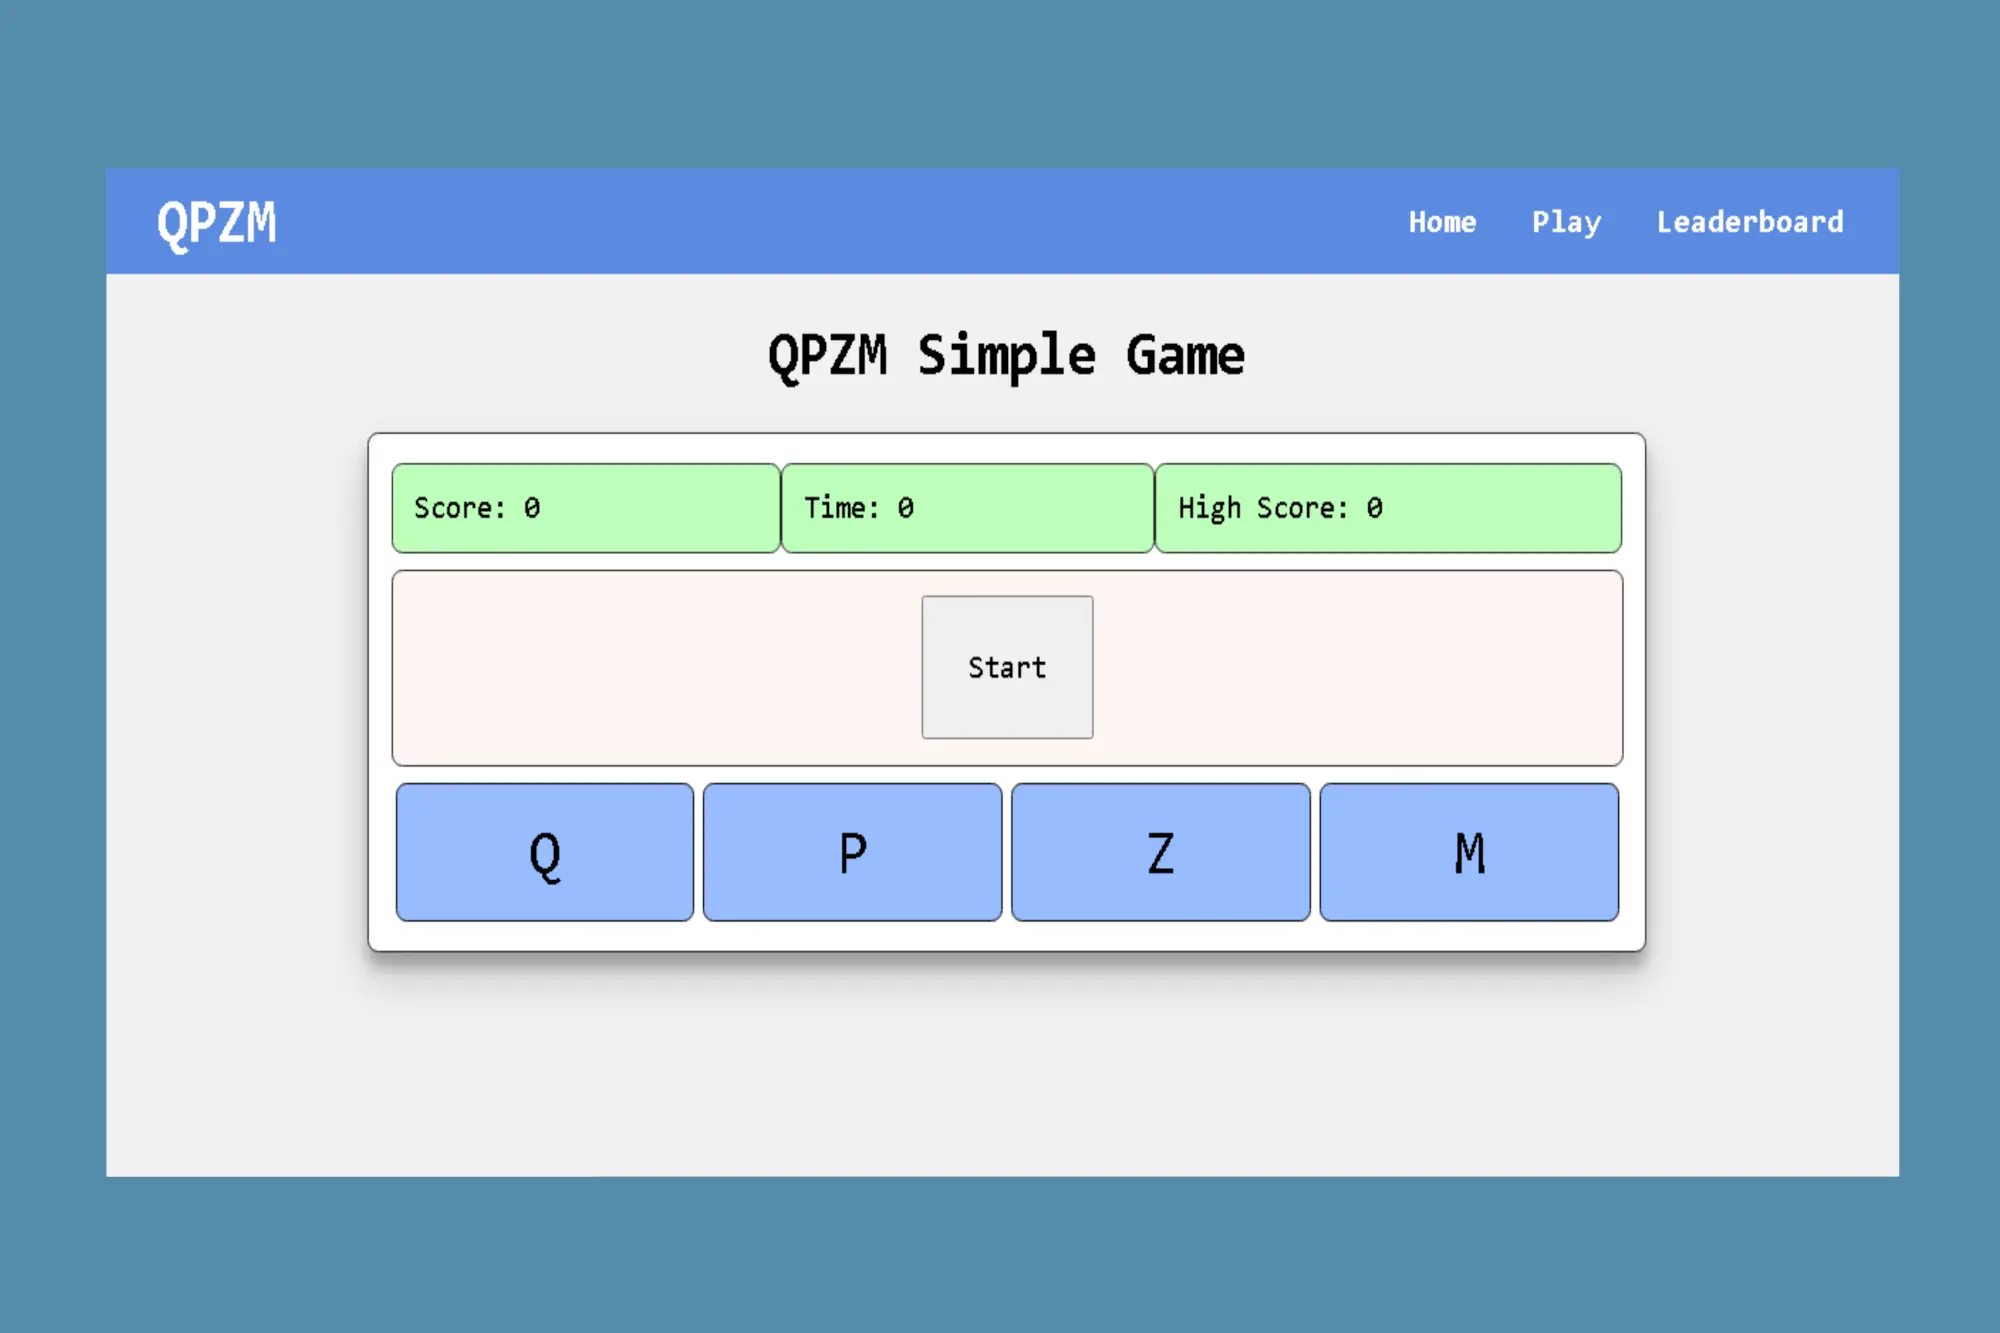 QPZM Home Play Leaderboard
QPZM Simple Game
Score: 0 Time: 0 High Score: 0
Start
Q P Z M